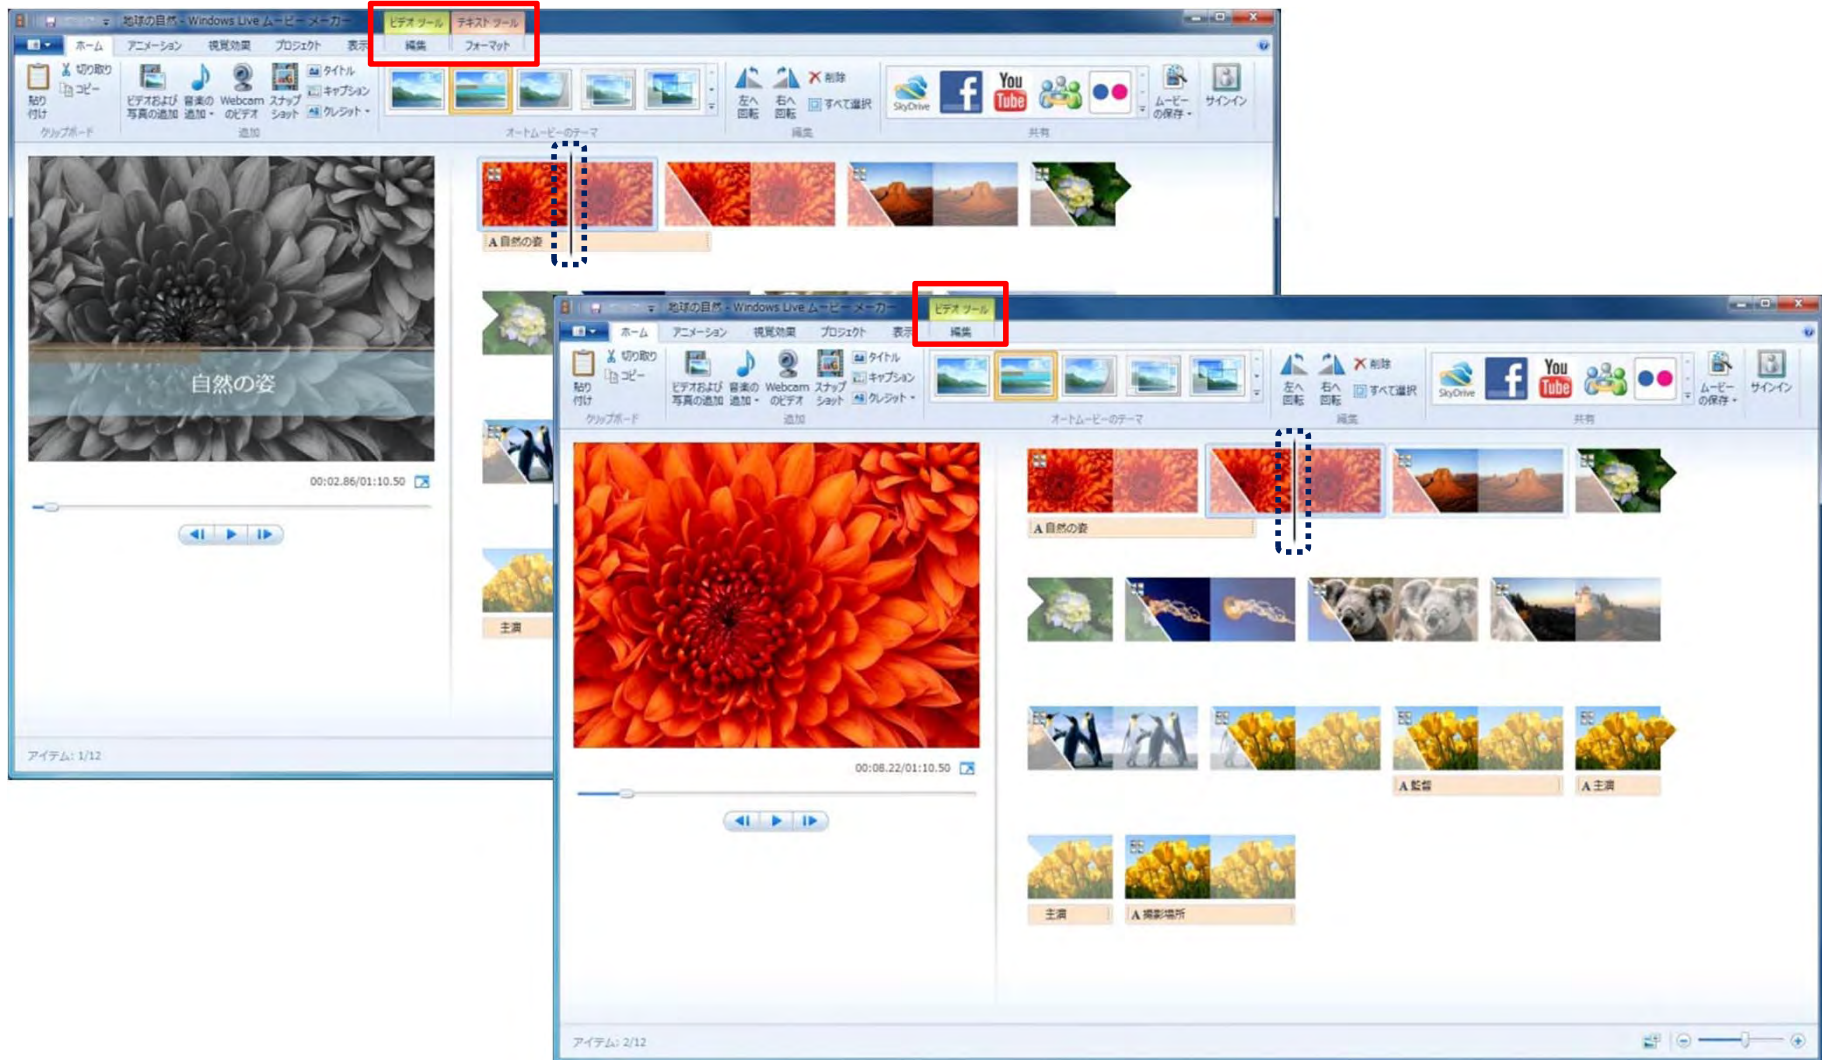 地球の自然 - Windows Live ムービー メーカー
ビデオ ツール
テキスト ツール
ホーム
アニメーション
視覚効果
プロジェクト
表示
編集
フォーマット
貼り
付け
切り取り
コピー
クリップボード
ビデオおよび
写真の追加
音楽の
追加
Webcam
のビデオ
スナップ
ショット
タイトル
キャプション
クレジット
追加
オートムービーのテーマ
左へ
回転
右へ
回転
削除
すべて選択
編集
SkyDrive
f
You
Tube
共有
ムービー
の保存
サインイン
自然の姿
00:02.86/01:10.50
A 自然の姿
主演
アイテム: 1/12
地球の自然 - Windows Live ムービー メーカー
ビデオ ツール
ホーム
アニメーション
視覚効果
プロジェクト
表示
編集
貼り
付け
切り取り
コピー
クリップボード
ビデオおよび
写真の追加
音楽の
追加
Webcam
のビデオ
スナップ
ショット
タイトル
キャプション
クレジット
追加
オートムービーのテーマ
左へ
回転
右へ
回転
削除
すべて選択
編集
SkyDrive
f
You
Tube
共有
ムービー
の保存
サインイン
00:08.22/01:10.50
A 自然の姿
A 監督
A 主演
主演
A 撮影場所
アイテム: 2/12